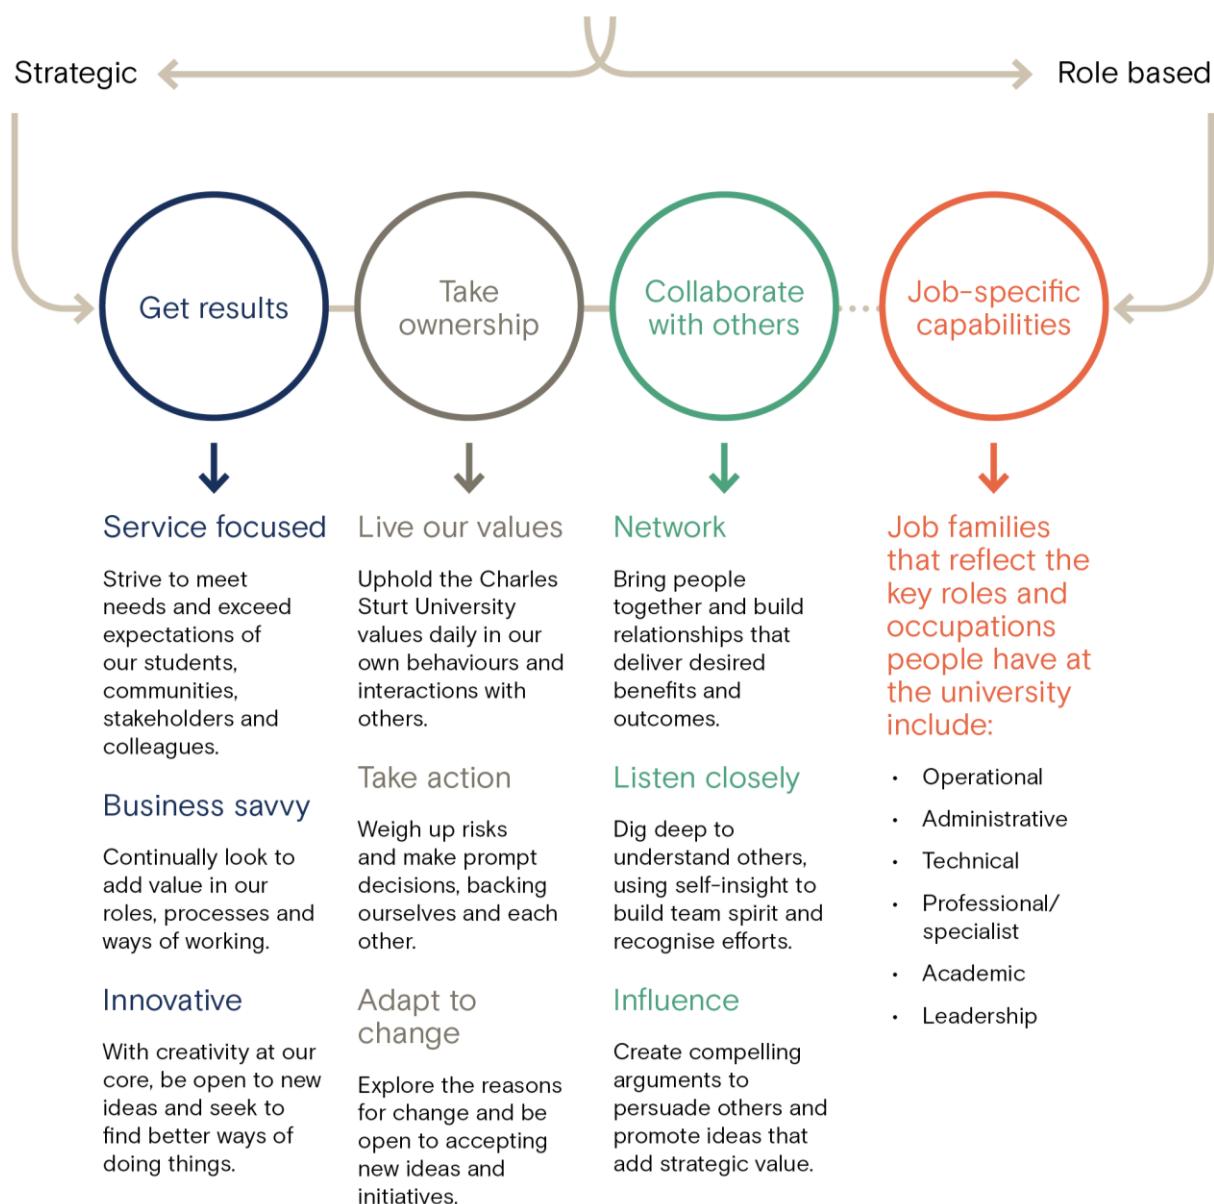 Strategic
Role based
Get results
Take
ownership
Collaborate
with others
Job-specific
capabilities
Service focused
Strive to meet
needs and exceed
expectations of
our students,
communities,
stakeholders and
colleagues.
Business savvy
Continually look to
add value in our
roles, processes and
ways of working.
Innovative
With creativity at our
core, be open to new
ideas and seek to
find better ways of
doing things.
Live our values
Uphold the Charles
Sturt University
values daily in our
own behaviours and
interactions with
others.
Take action
Weigh up risks
and make prompt
decisions, backing
ourselves and each
other.
Adapt to
change
Explore the reasons
for change and be
open to accepting
new ideas and
initiatives.
Network
Bring people
together and build
relationships that
deliver desired
benefits and
outcomes.
Listen closely
Dig deep to
understand others,
using self-insight to
build team spirit and
recognise efforts.
Influence
Create compelling
arguments to
persuade others and
promote ideas that
add strategic value.
Job families
that reflect the
key roles and
occupations
people have at
the university
include:
• Operational
• Administrative
• Technical
• Professional/
specialist
• Academic
• Leadership